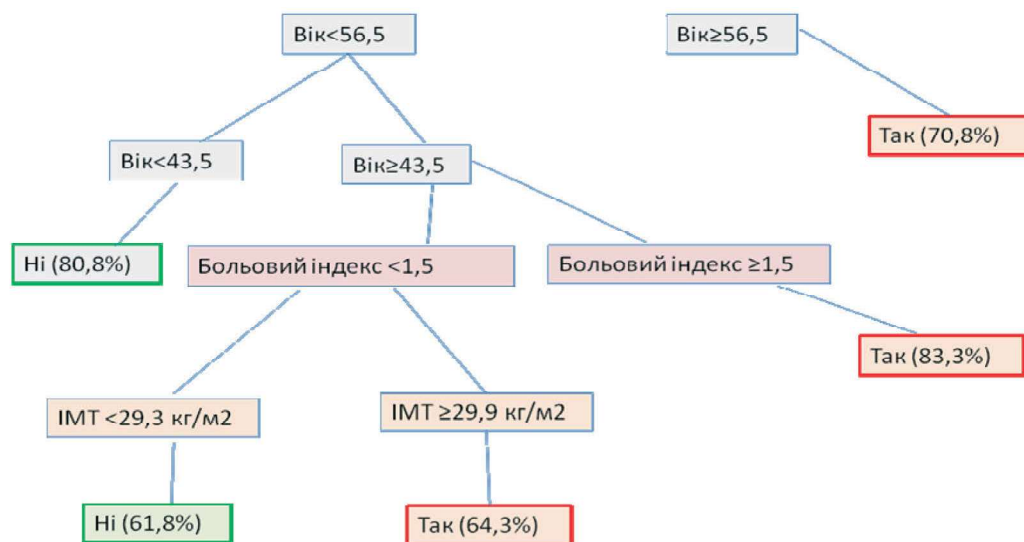 Вік<56,5
Вік≥56,5
Так (70,8%)
Вік<43,5
Вік≥43,5
Ні (80,8%)
Больовий індекс <1,5
Больовий індекс ≥1,5
Так (83,3%)
ІМТ <29,3 кг/м2
ІМТ ≥29,9 кг/м2
Ні (61,8%)
Так (64,3%)